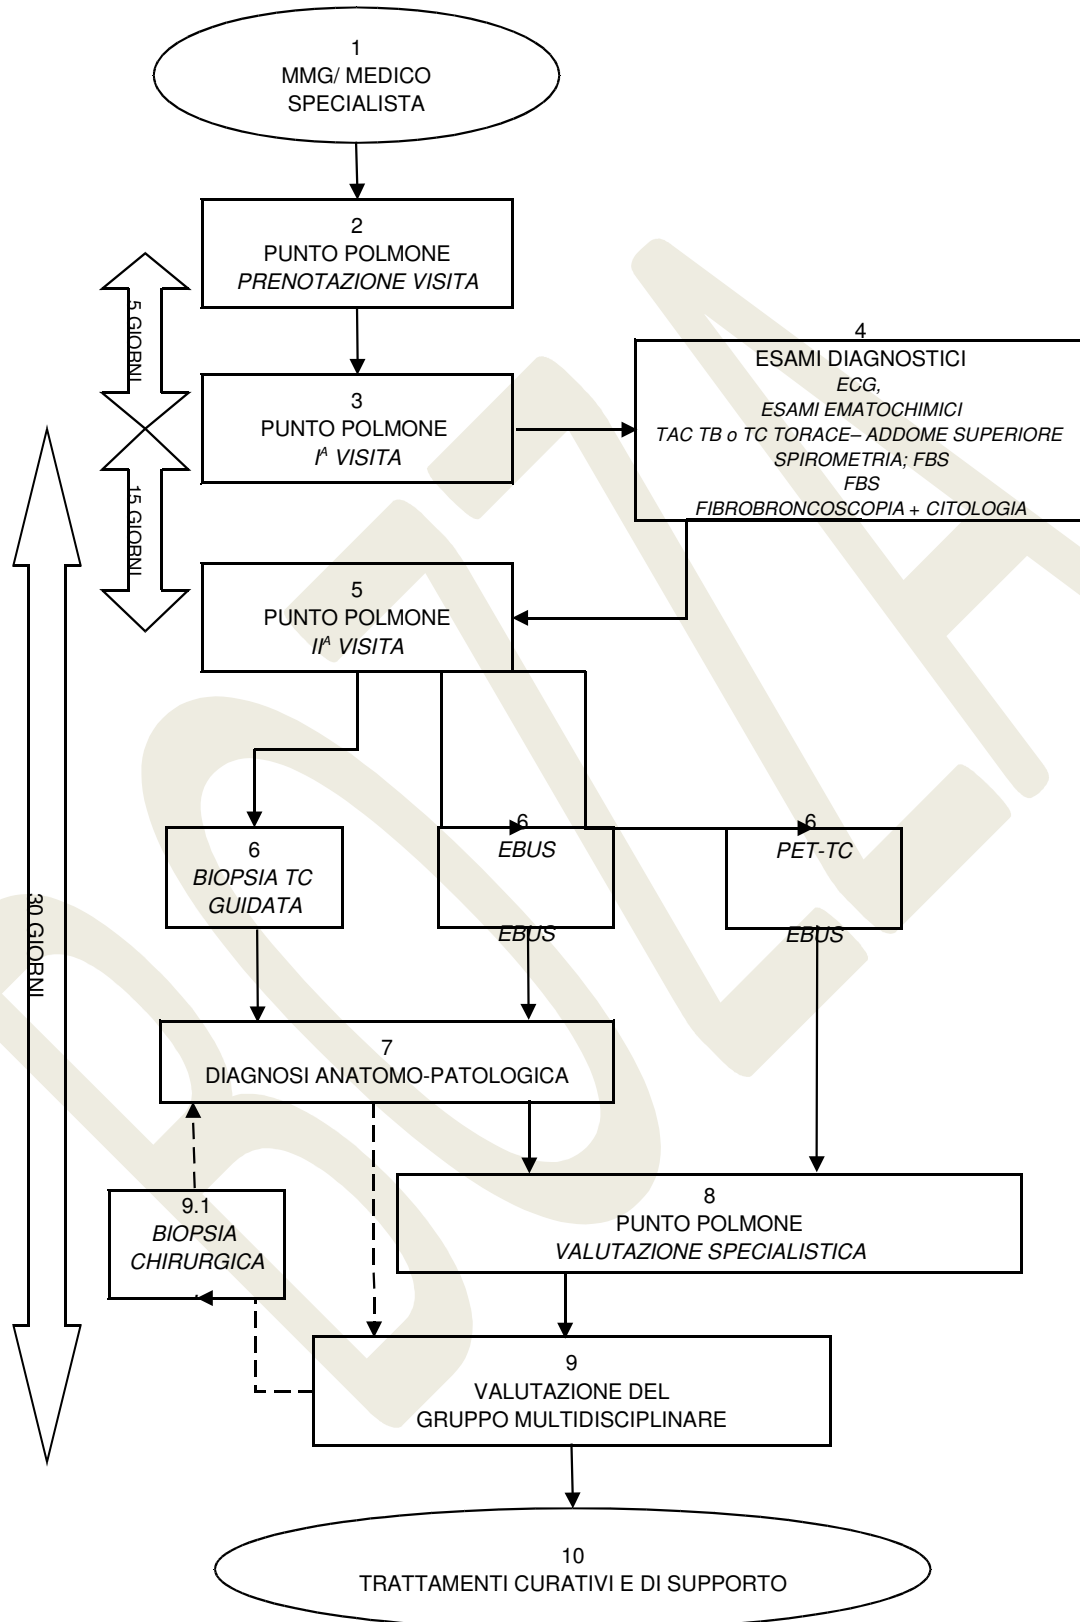 1
MMG/ MEDICO
SPECIALISTA
2
PUNTO POLMONE
PRENOTAZIONE VISITA
5 GIORNI
3
PUNTO POLMONE
Iᴬ VISITA
4
ESAMI DIAGNOSTICI
ECG,
ESAMI EMATOCHIMICI
TAC TB o TC TORACE– ADDOME SUPERIORE
SPIROMETRIA; FBS
FBS
FIBROBRONCOSCOPIA + CITOLOGIA
15 GIORNI
5
PUNTO POLMONE
IIᴬ VISITA
6
BIOPSIA TC
GUIDATA
6
EBUS
EBUS
6
PET-TC
EBUS
30 GIORNI
7
DIAGNOSI ANATOMO-PATOLOGICA
9.1
BIOPSIA
CHIRURGICA
8
PUNTO POLMONE
VALUTAZIONE SPECIALISTICA
9
VALUTAZIONE DEL
GRUPPO MULTIDISCIPLINARE
10
TRATTAMENTI CURATIVI E DI SUPPORTO
BOZZA